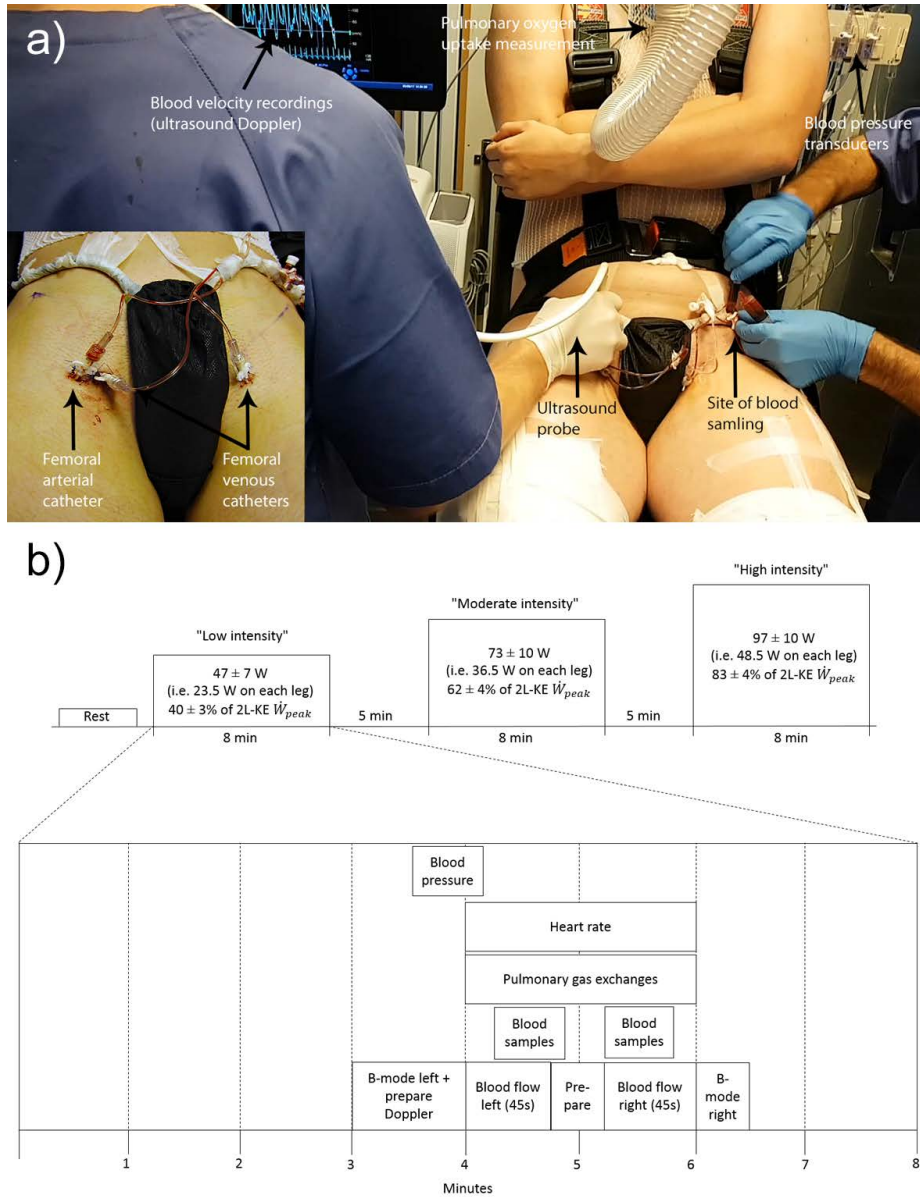 a)
Pulmonary oxygen
uptake measurement
Blood velocity recordings
(ultrasound Doppler)
Blood pressure
transducers
Ultrasound
probe
Site of blood
samling
Femoral
arterial
catheter
Femoral
venous
catheters
b)
"Low intensity"
47 ± 7 W
(i.e. 23.5 W on each leg)
40 ± 3% of 2L-KE Ẇpeak
"Moderate intensity"
73 ± 10 W
(i.e. 36.5 W on each leg)
62 ± 4% of 2L-KE Ẇpeak
"High intensity"
97 ± 10 W
(i.e. 48.5 W on each leg)
83 ± 4% of 2L-KE Ẇpeak
Rest
5 min
5 min
8 min
8 min
8 min
Blood
pressure
Heart rate
Pulmonary gas exchanges
Blood
samples
Blood
samples
B-mode left +
prepare
Doppler
Blood flow
left (45s)
Pre-
pare
Blood flow
right (45s)
B-
mode
right
1 2 3 4 5 6 7 8
Minutes